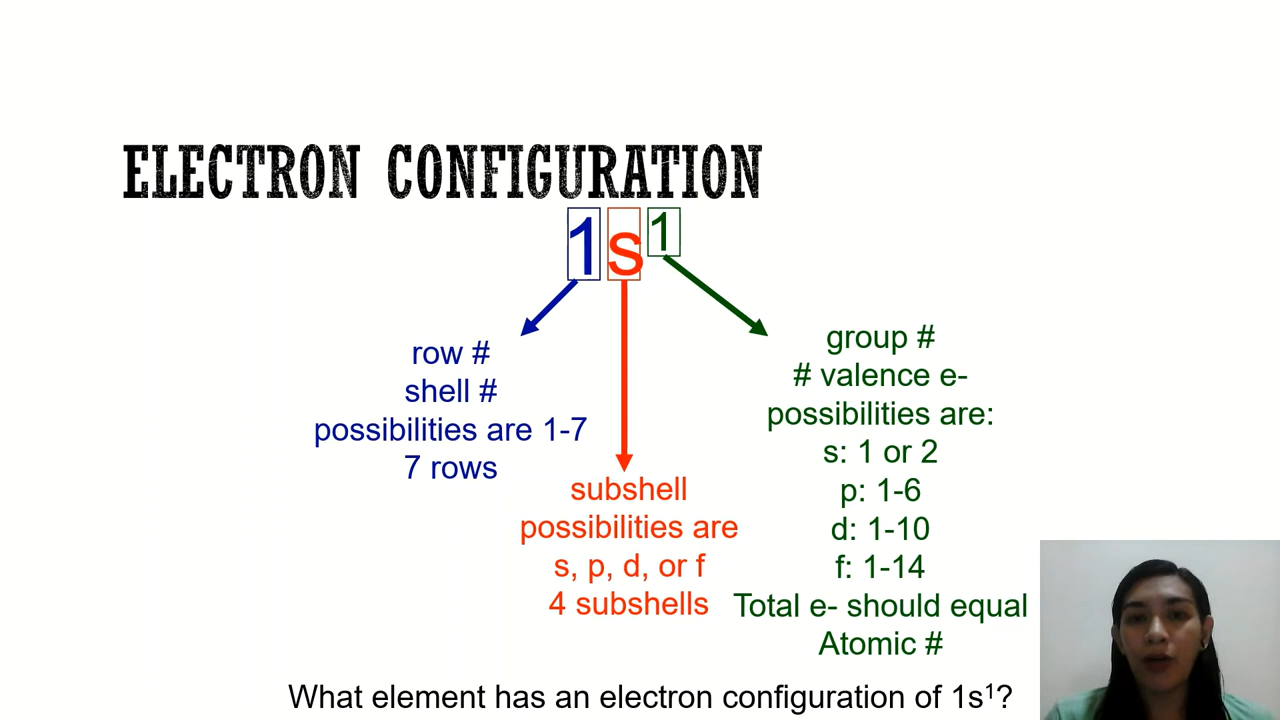 ELECTRON CONFIGURATION
1s¹
row #
shell #
possibilities are 1-7
7 rows
subshell
possibilities are
s, p, d, or f
4 subshells
group #
# valence e-
possibilities are:
s: 1 or 2
p: 1-6
d: 1-10
f: 1-14
Total e- should equal
Atomic #
What element has an electron configuration of 1s¹?